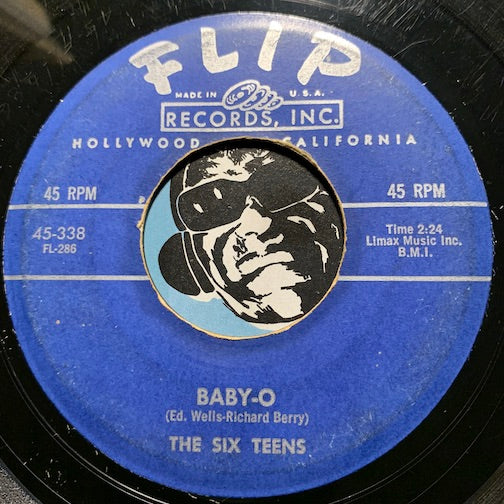 FLIP
MADE IN U.S.A.
RECORDS, INC.
HOLLYWOOD CALIFORNIA
45 RPM
45 RPM
45-338
FL-286
Time 2:24
Limax Music Inc.
B.M.I.
BABY-O
(Ed. Wells-Richard Berry)
THE SIX TEENS